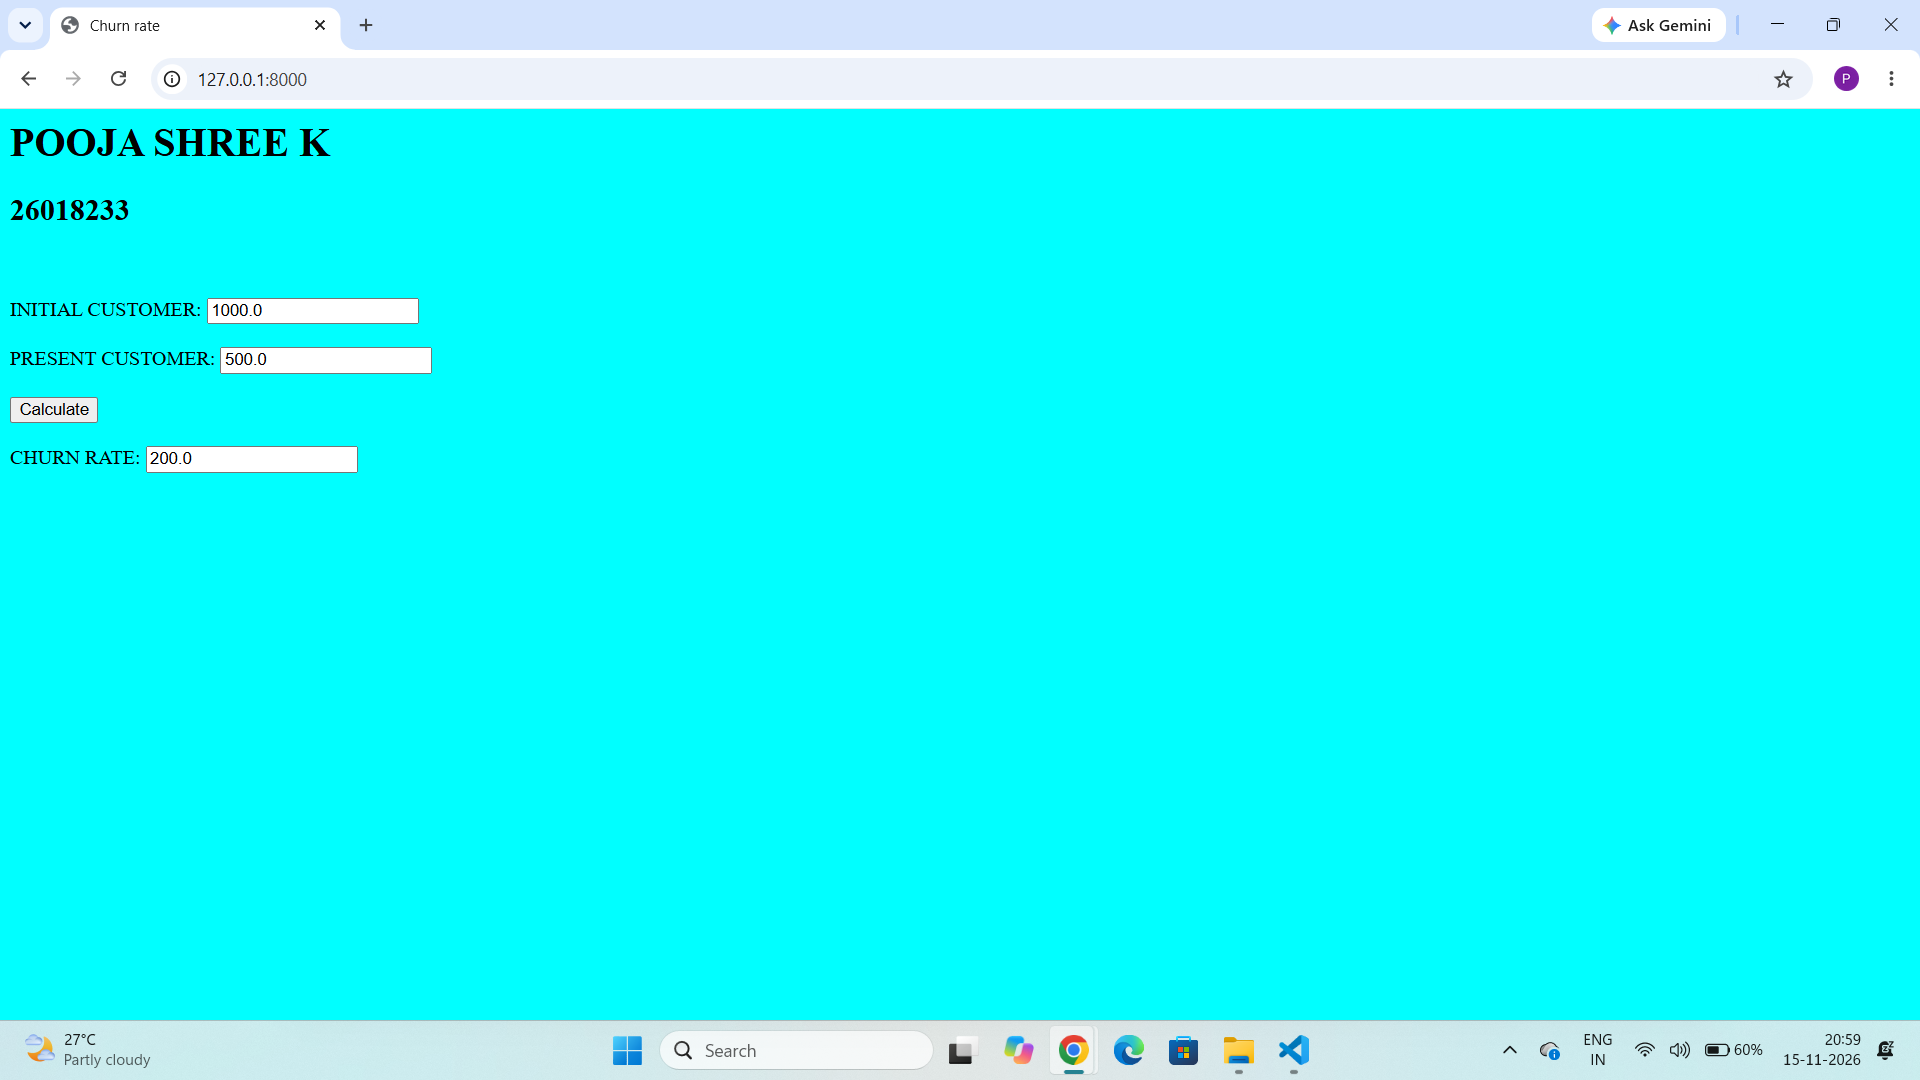 Churn rate
Ask Gemini
127.0.0.1:8000
P
POOJA SHREE K
26018233
INITIAL CUSTOMER: 1000.0
PRESENT CUSTOMER: 500.0
Calculate
CHURN RATE: 200.0
27°C
Partly cloudy
Search
ENG
IN
60%
20:59
15-11-2026